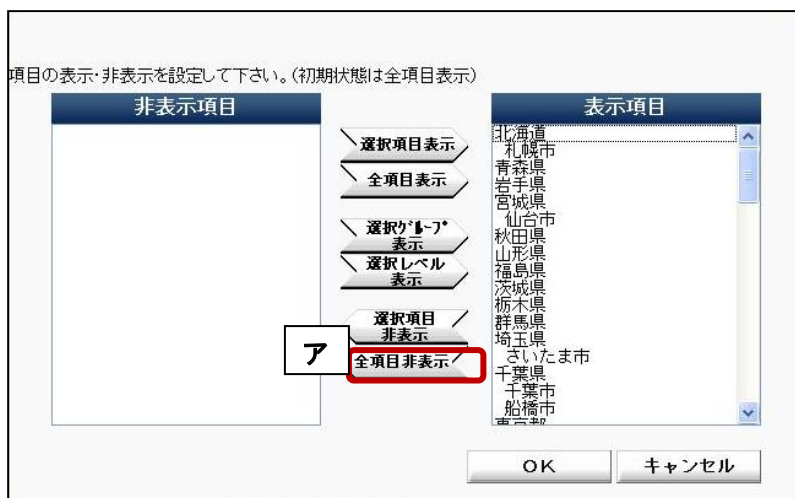 項目の表示・非表示を設定して下さい。(初期状態は全項目表示)
非表示項目
選択項目表示
全項目表示
選択ｸﾞﾙｰﾌﾟ
表示
選択レベル
表示
選択項目
非表示
ア
全項目非表示
表示項目
北海道
札幌市
青森県
岩手県
宮城県
仙台市
秋田県
山形県
福島県
茨城県
栃木県
群馬県
埼玉県
さいたま市
千葉県
千葉市
船橋市
東京都
OK
キャンセル